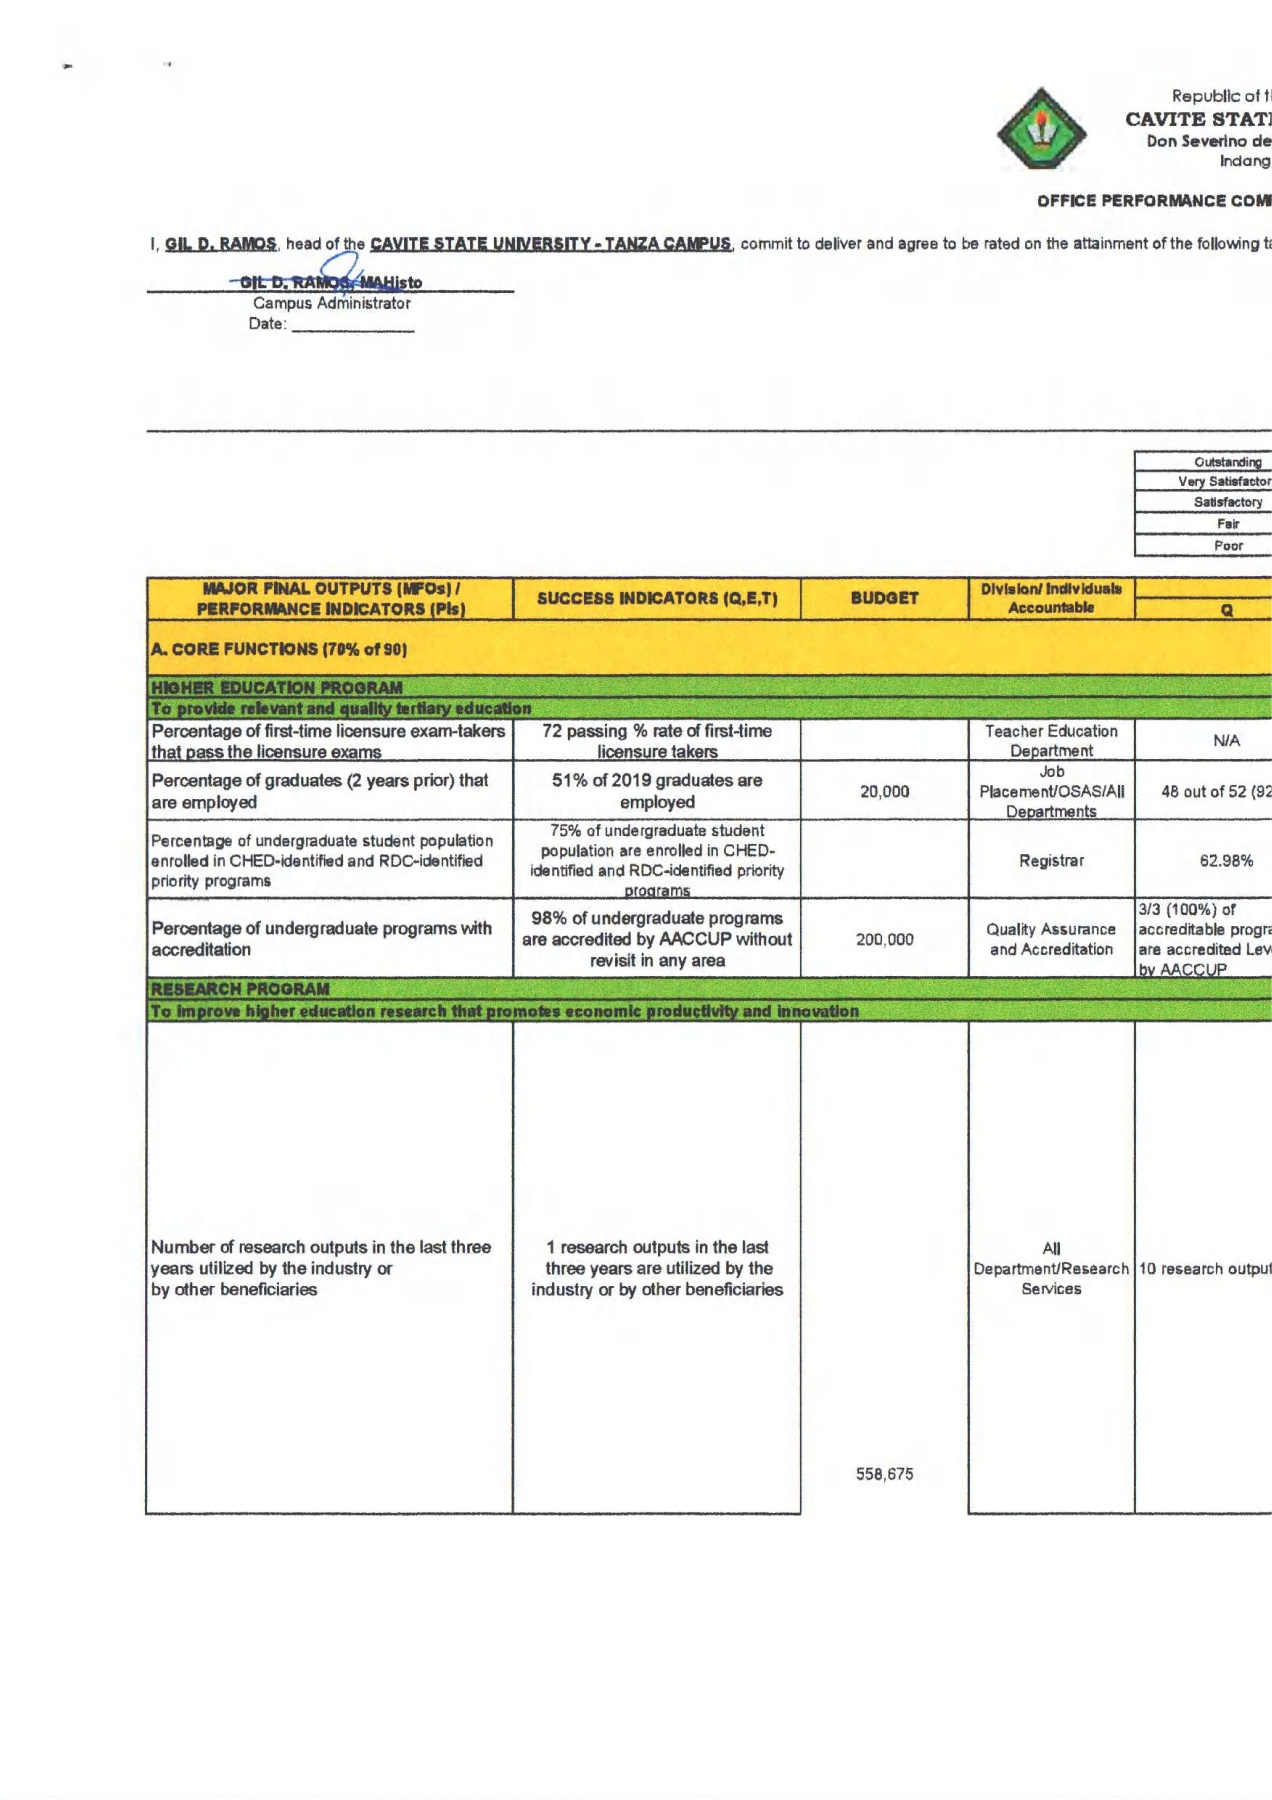 Republic of t
CAVITE STAT
Don Severino de
Indang
OFFICE PERFORMANCE COM
I, GIL D. RAMOS, head of the CAVITE STATE UNIVERSITY - TANZA CAMPUS, commit to deliver and agree to be rated on the attainment of the following ta
GIL D. RAMOS, MAHisto
Campus Administrator
Date:
Outstanding
Very Satisfactor
Satisfactory
Fair
Poor
MAJOR FINAL OUTPUTS (MFOs) /
PERFORMANCE INDICATORS (PIs)
SUCCESS INDICATORS (Q,E,T)
BUDGET
Division/ Individuals
Accountable
Q
A. CORE FUNCTIONS (70% of 90)
HIGHER EDUCATION PROGRAM
To provide relevant and quality tertiary education
Percentage of first-time licensure exam-takers
that pass the licensure exams
72 passing % rate of first-time
licensure takers
Teacher Education
Department
N/A
Percentage of graduates (2 years prior) that
are employed
51% of 2019 graduates are
employed
20,000
Job
Placement/OSAS/All
Departments
48 out of 52 (92
Percentage of undergraduate student population
enrolled in CHED-identified and RDC-identified
priority programs
75% of undergraduate student
population are enrolled in CHED-
identified and RDC-identified priority
programs
Registrar
62.98%
Percentage of undergraduate programs with
accreditation
98% of undergraduate programs
are accredited by AACCUP without
revisit in any area
200,000
Quality Assurance
and Accreditation
3/3 (100%) of
accreditable progra
are accredited Lev
by AACCUP
RESEARCH PROGRAM
To improve higher education research that promotes economic productivity and innovation
Number of research outputs in the last three
years utilized by the industry or
by other beneficiaries
1 research outputs in the last
three years are utilized by the
industry or by other beneficiaries
558,675
All
Department/Research
Services
10 research output